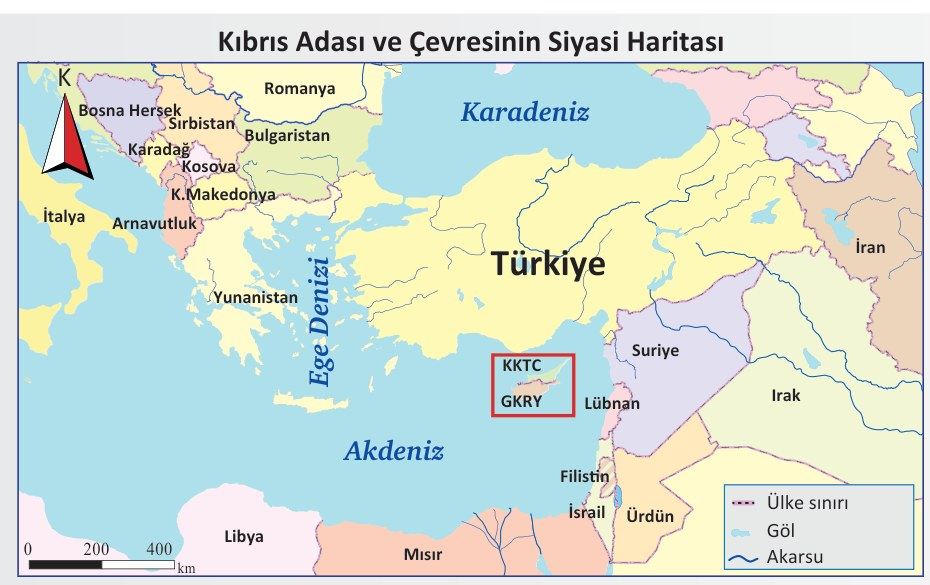 Kıbrıs Adası ve Çevresinin Siyasi Haritası
K
Romanya
Bosna Hersek
Sırbistan
Karadeniz
Bulgaristan
Karadağ
Kosova
K.Makedonya
İtalya
Arnavutluk
İran
Türkiye
Yunanistan
Ege Denizi
Suriye
KKTC
GKRY
Lübnan
Irak
Akdeniz
Filistin
İsrail
Ürdün
Libya
Mısır
Ülke sınırı
Göl
Akarsu
0 200 400
km